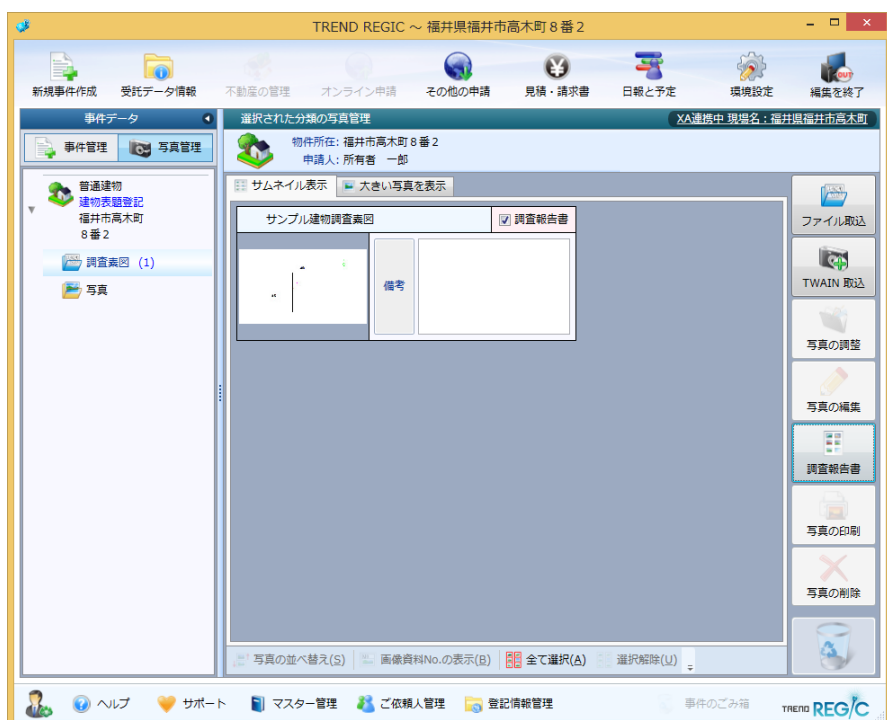 TREND REGIC ～ 福井県福井市高木町８番２
新規事件作成 受託データ情報 不動産の管理 オンライン申請 その他の申請 見積・請求書 日報と予定 環境設定 編集を終了
事件データ
選択された分類の写真管理
XA連携中 現場名：福井県福井市高木町
事件管理 写真管理
物件所在: 福井市高木町８番２
申請人: 所有者　一郎
普通建物
建物表題登記
福井市高木町
８番２
調査素図 (1)
写真
サムネイル表示 大きい写真を表示
サンプル建物調査素図
調査報告書
備考
ファイル取込
TWAIN 取込
写真の調整
写真の編集
調査報告書
写真の印刷
写真の削除
写真の並べ替え(S) 画像資料No.の表示(B) 全て選択(A) 選択解除(U)
ヘルプ サポート マスター管理 ご依頼人管理 登記情報管理 事件のごみ箱
TREND REGIC